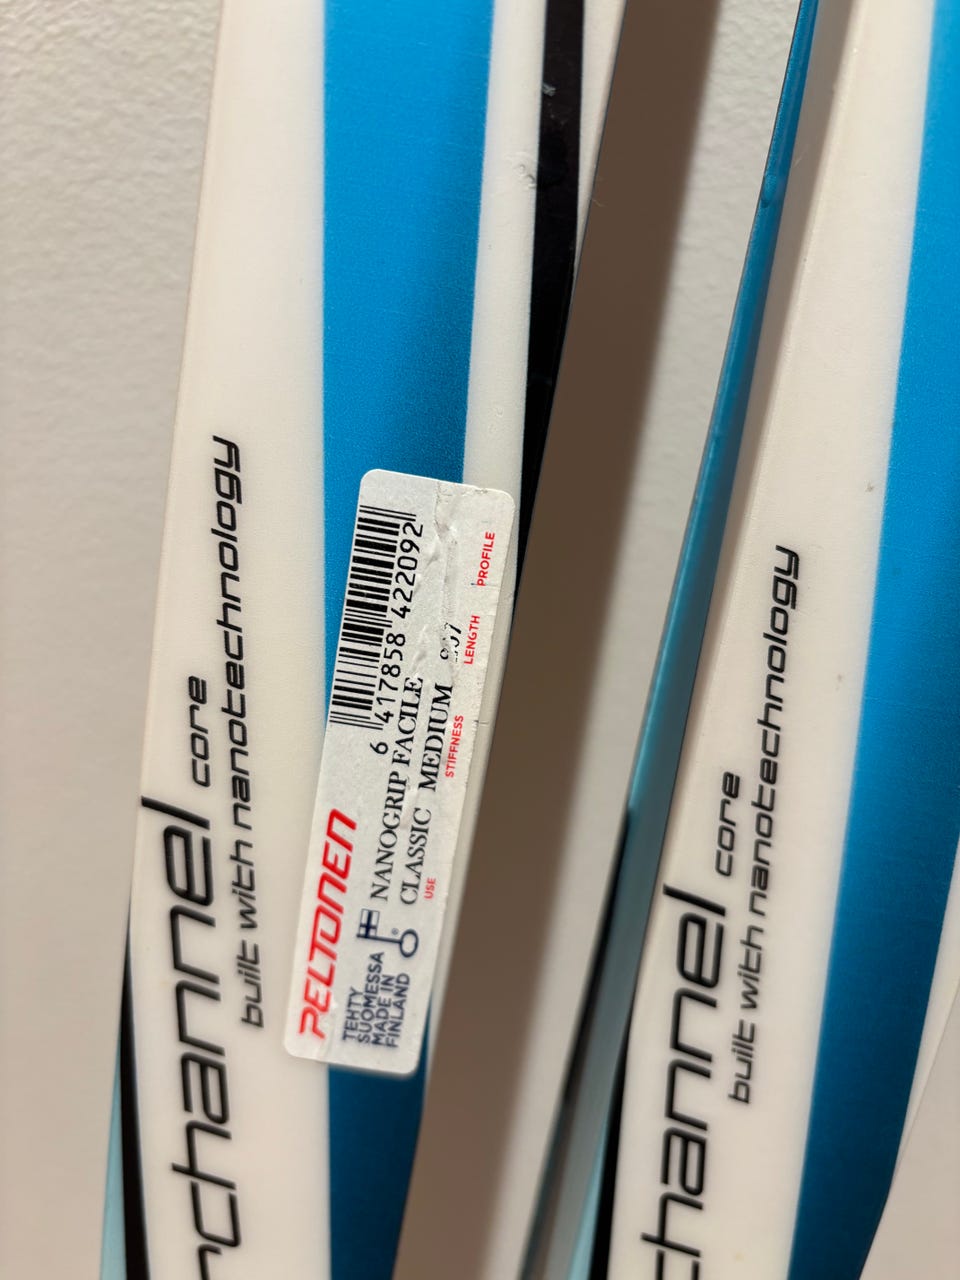 channel core
built with nanotechnology
PELTONEN
TEHTY
SUOMESSA
MADE IN
FINLAND
6 417858 422092
NANOGRIP FACILE
CLASSIC MEDIUM
USE STIFFNESS LENGTH PROFILE
channel core
built with nanotechnology